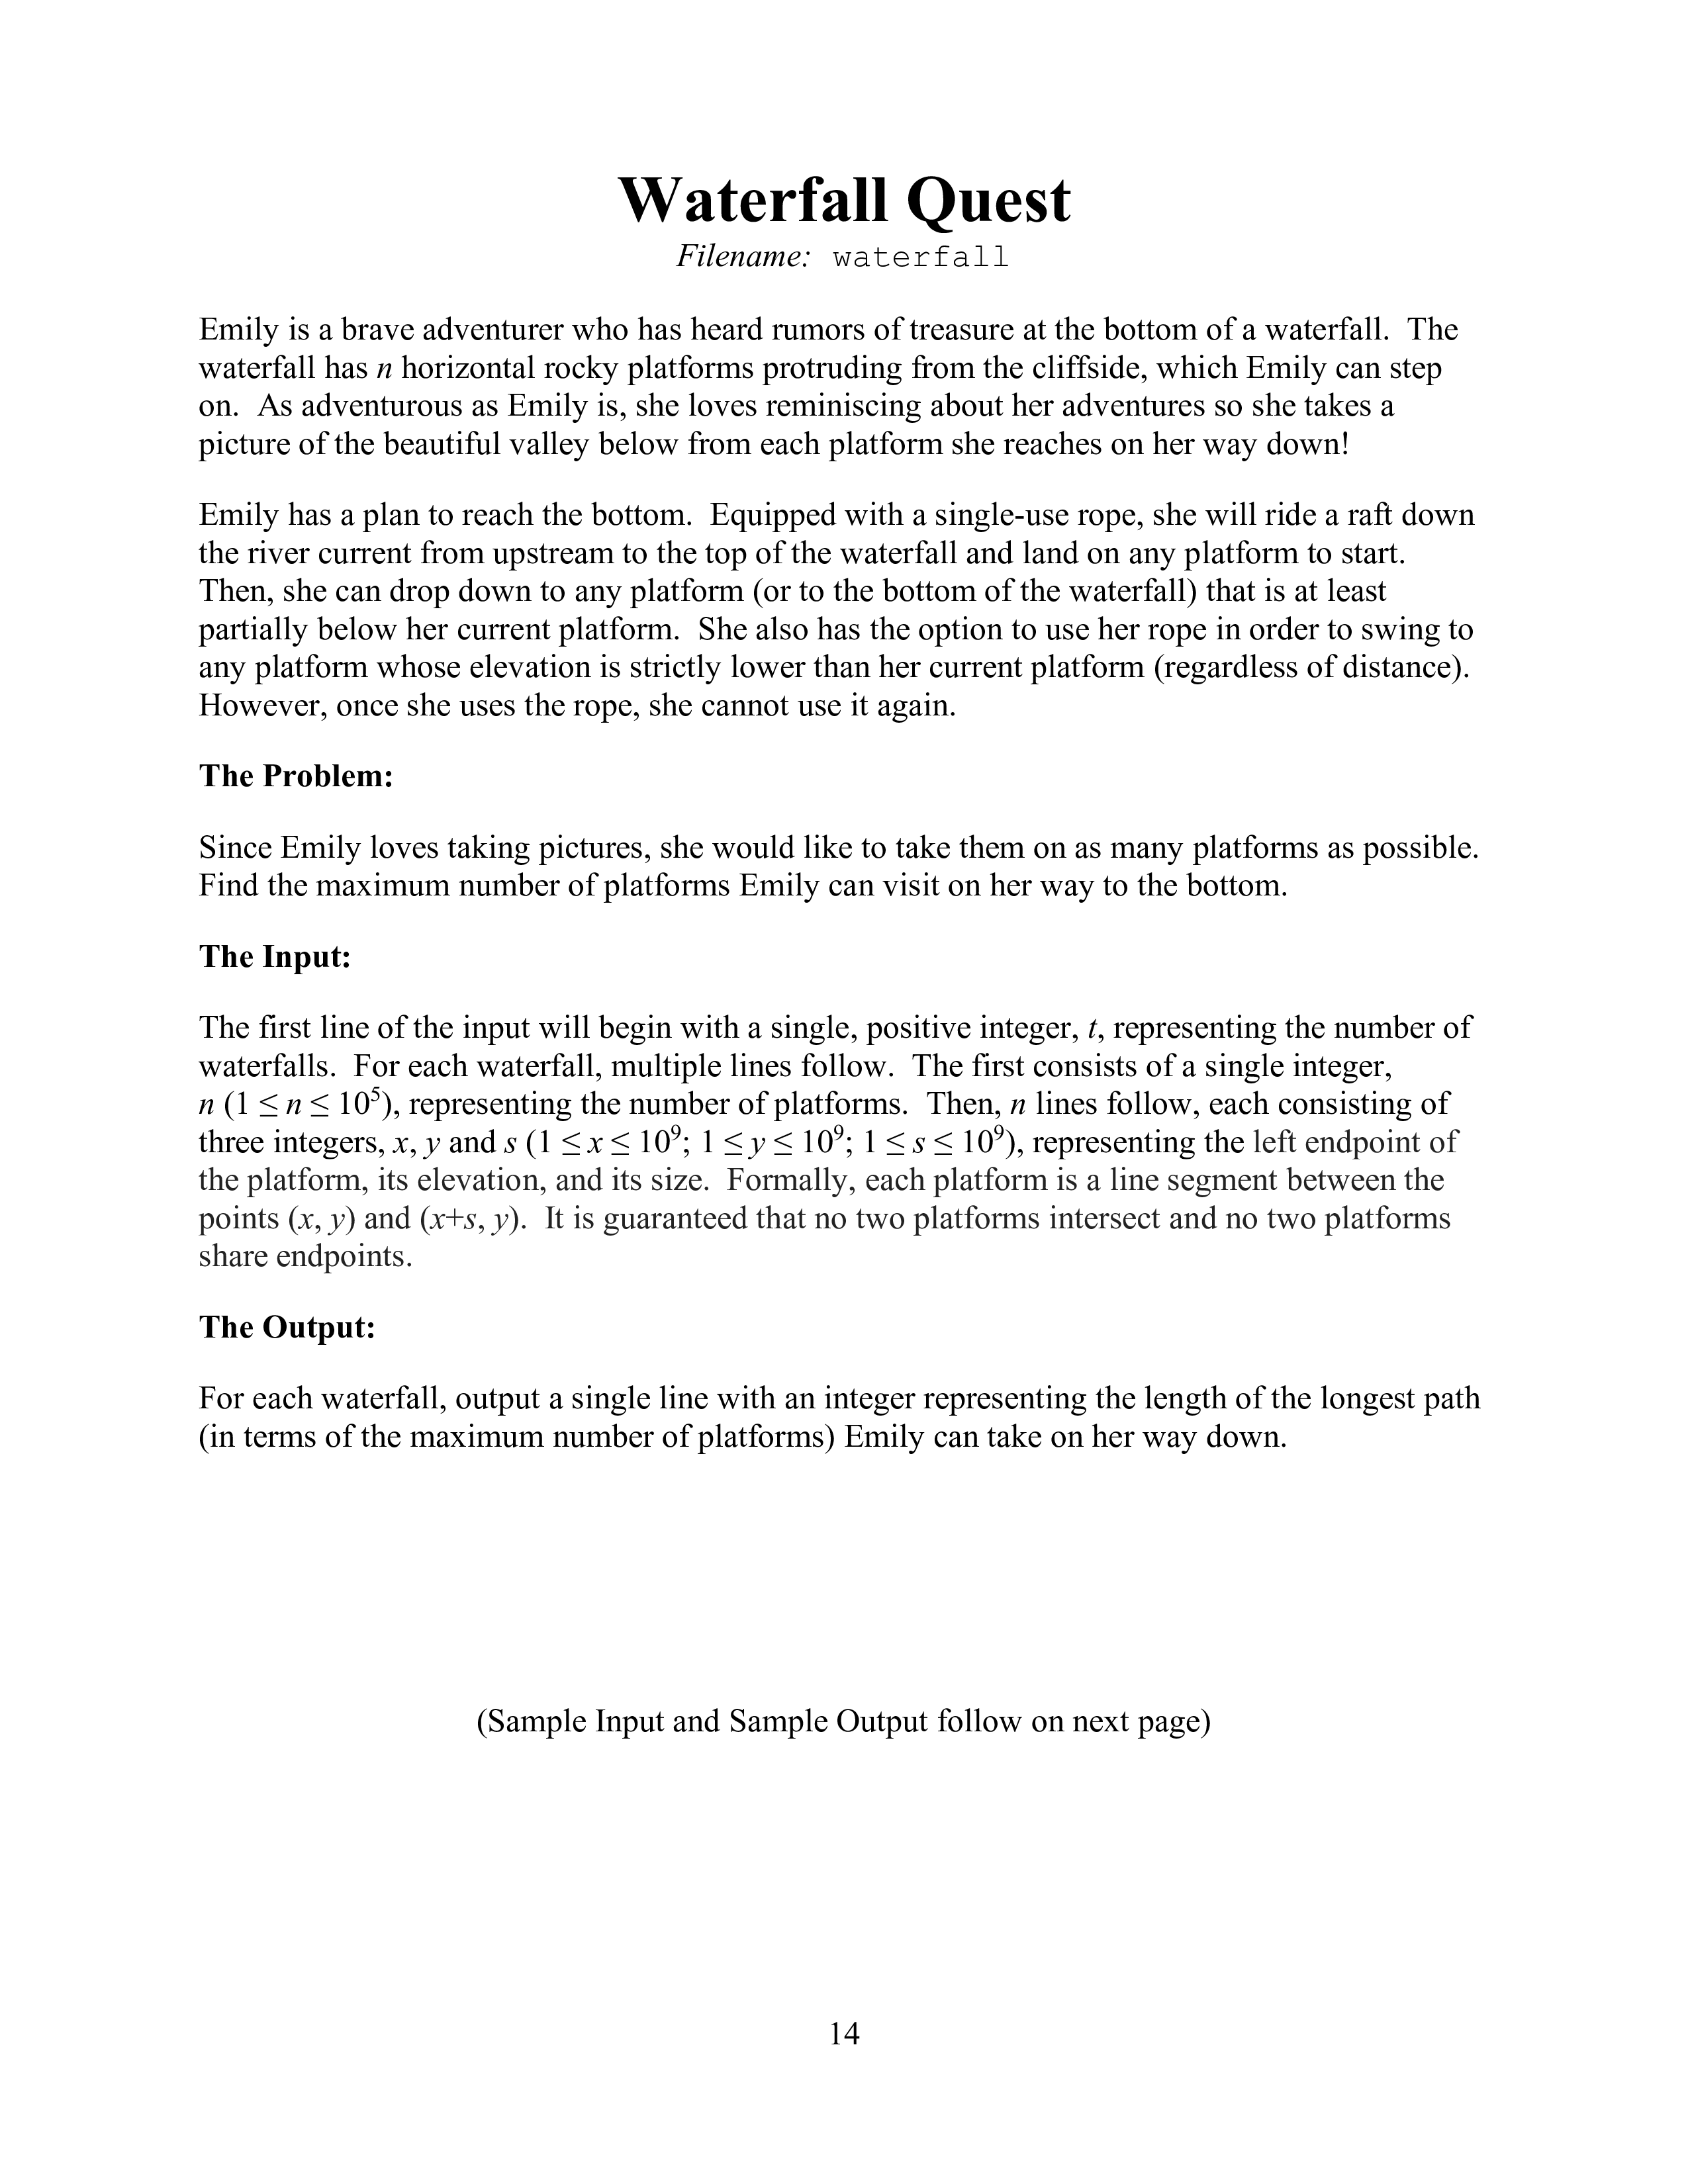 Waterfall Quest
Filename: waterfall
Emily is a brave adventurer who has heard rumors of treasure at the bottom of a waterfall. The
waterfall has n horizontal rocky platforms protruding from the cliffside, which Emily can step
on. As adventurous as Emily is, she loves reminiscing about her adventures so she takes a
picture of the beautiful valley below from each platform she reaches on her way down!
Emily has a plan to reach the bottom. Equipped with a single-use rope, she will ride a raft down
the river current from upstream to the top of the waterfall and land on any platform to start.
Then, she can drop down to any platform (or to the bottom of the waterfall) that is at least
partially below her current platform. She also has the option to use her rope in order to swing to
any platform whose elevation is strictly lower than her current platform (regardless of distance).
However, once she uses the rope, she cannot use it again.
The Problem:
Since Emily loves taking pictures, she would like to take them on as many platforms as possible.
Find the maximum number of platforms Emily can visit on her way to the bottom.
The Input:
The first line of the input will begin with a single, positive integer, t, representing the number of
waterfalls. For each waterfall, multiple lines follow. The first consists of a single integer,
n (1 ≤ n ≤ 10⁵), representing the number of platforms. Then, n lines follow, each consisting of
three integers, x, y and s (1 ≤ x ≤ 10⁹; 1 ≤ y ≤ 10⁹; 1 ≤ s ≤ 10⁹), representing the left endpoint of
the platform, its elevation, and its size. Formally, each platform is a line segment between the
points (x, y) and (x+s, y). It is guaranteed that no two platforms intersect and no two platforms
share endpoints.
The Output:
For each waterfall, output a single line with an integer representing the length of the longest path
(in terms of the maximum number of platforms) Emily can take on her way down.
(Sample Input and Sample Output follow on next page)
14